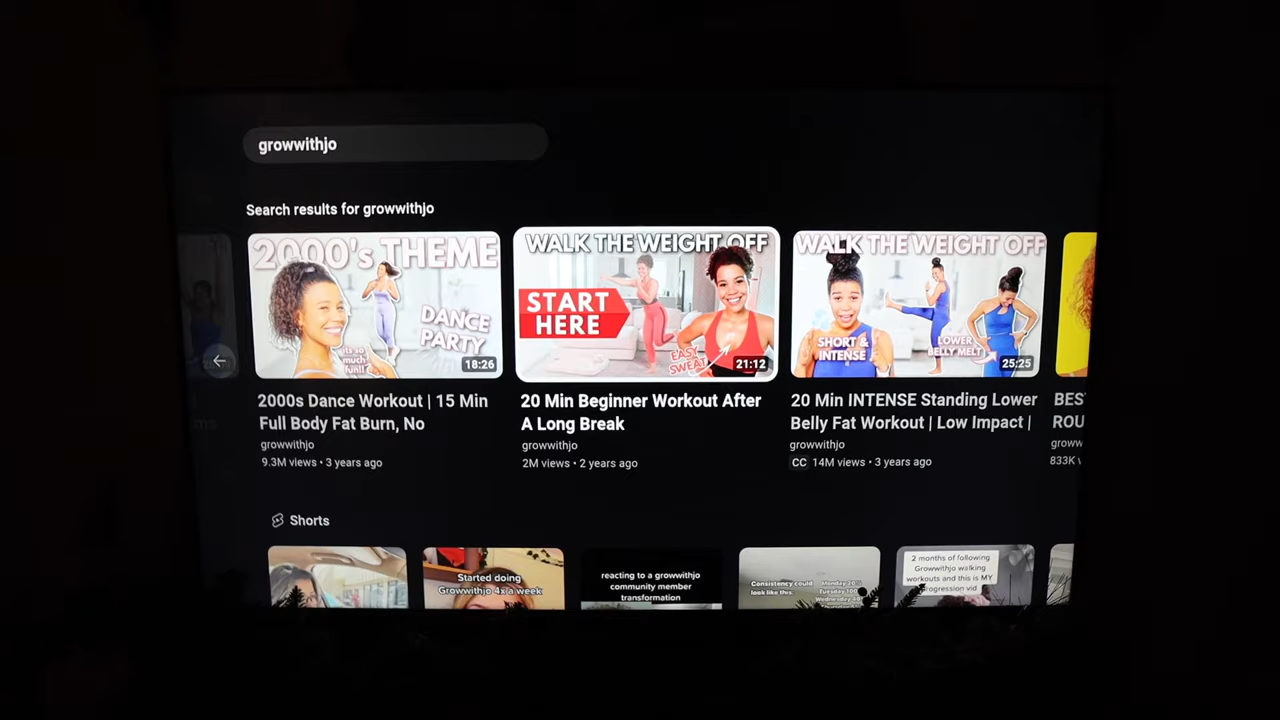 growwithjo
Search results for growwithjo
2000's THEME
DANCE
PARTY
its so
much
fun!!
18:26
2000s Dance Workout | 15 Min
Full Body Fat Burn, No
growwithjo
9.3M views • 3 years ago
WALK THE WEIGHT OFF
START
HERE
EASY
SWEAT
21:12
20 Min Beginner Workout After
A Long Break
growwithjo
2M views • 2 years ago
WALK THE WEIGHT OFF
SHORT &
INTENSE
LOWER
BELLY MELT
25:25
20 Min INTENSE Standing Lower
Belly Fat Workout | Low Impact |
growwithjo
CC 14M views • 3 years ago
BES
ROU
groww
833K
Shorts
Started doing
Growwithjo 4x a week
reacting to a growwithjo
community member
transformation
Consistency could
look like this:
2 months of following
Growwithjo walking
workouts and this is MY
progression vid